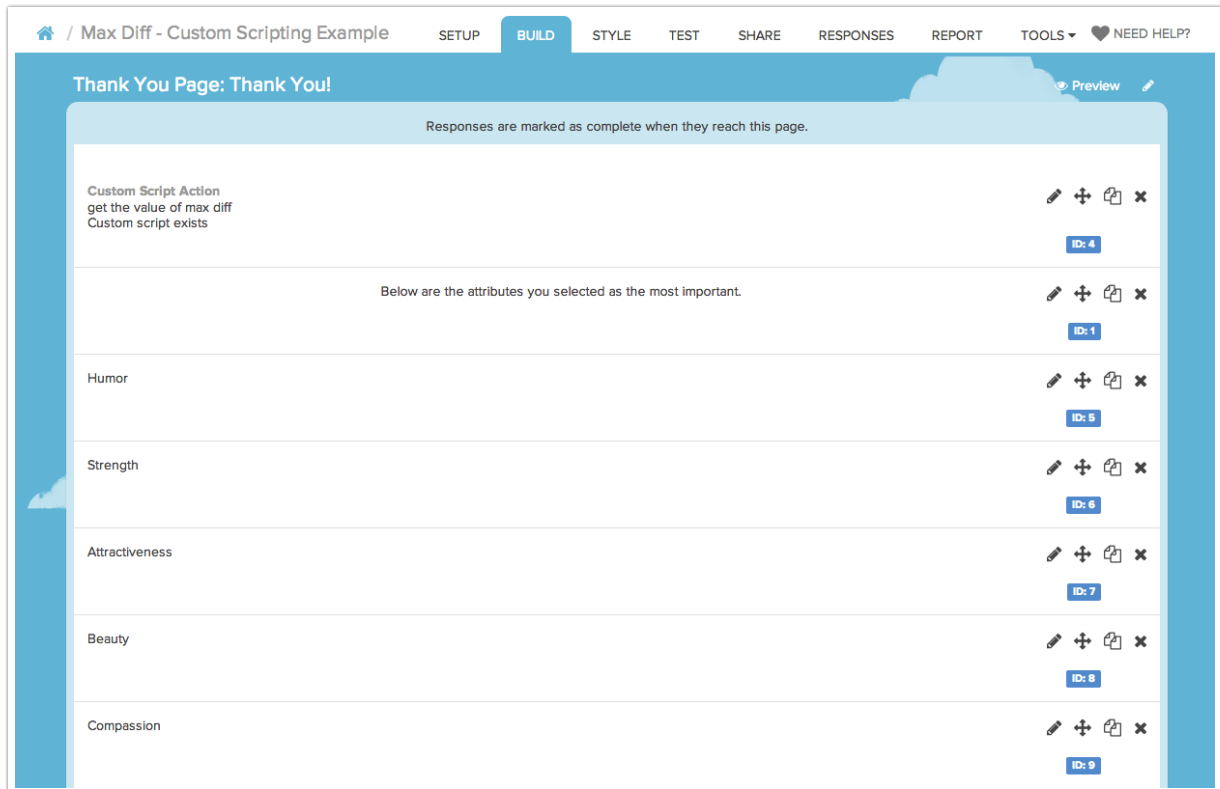 / Max Diff - Custom Scripting Example SETUP BUILD STYLE TEST SHARE RESPONSES REPORT TOOLS NEED HELP?
Thank You Page: Thank You! Preview
Responses are marked as complete when they reach this page.
Custom Script Action
get the value of max diff
Custom script exists
ID: 4
Below are the attributes you selected as the most important.
ID: 1
Humor
ID: 5
Strength
ID: 6
Attractiveness
ID: 7
Beauty
ID: 8
Compassion
ID: 9